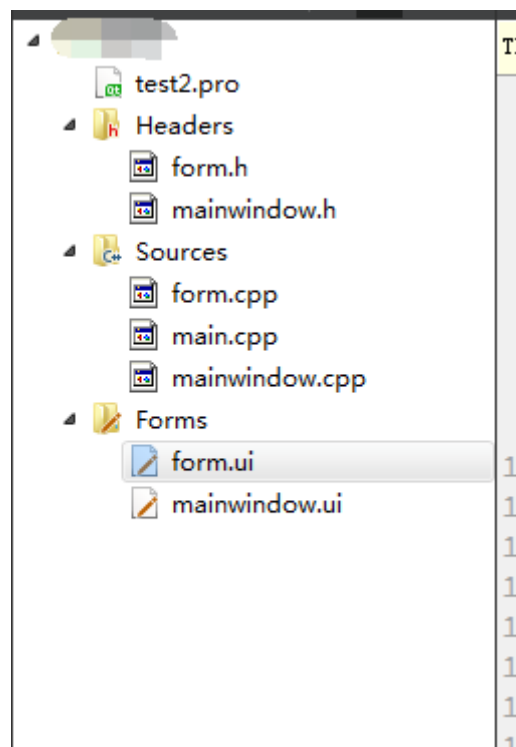 test2.pro
Headers
form.h
mainwindow.h
Sources
form.cpp
main.cpp
mainwindow.cpp
Forms
form.ui
mainwindow.ui